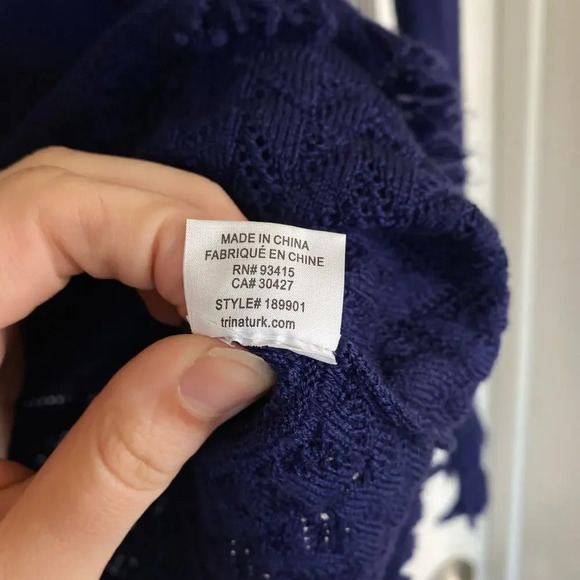 MADE IN CHINA
FABRIQUÉ EN CHINE
RN# 93415
CA# 30427
STYLE# 189901
trinaturk.com